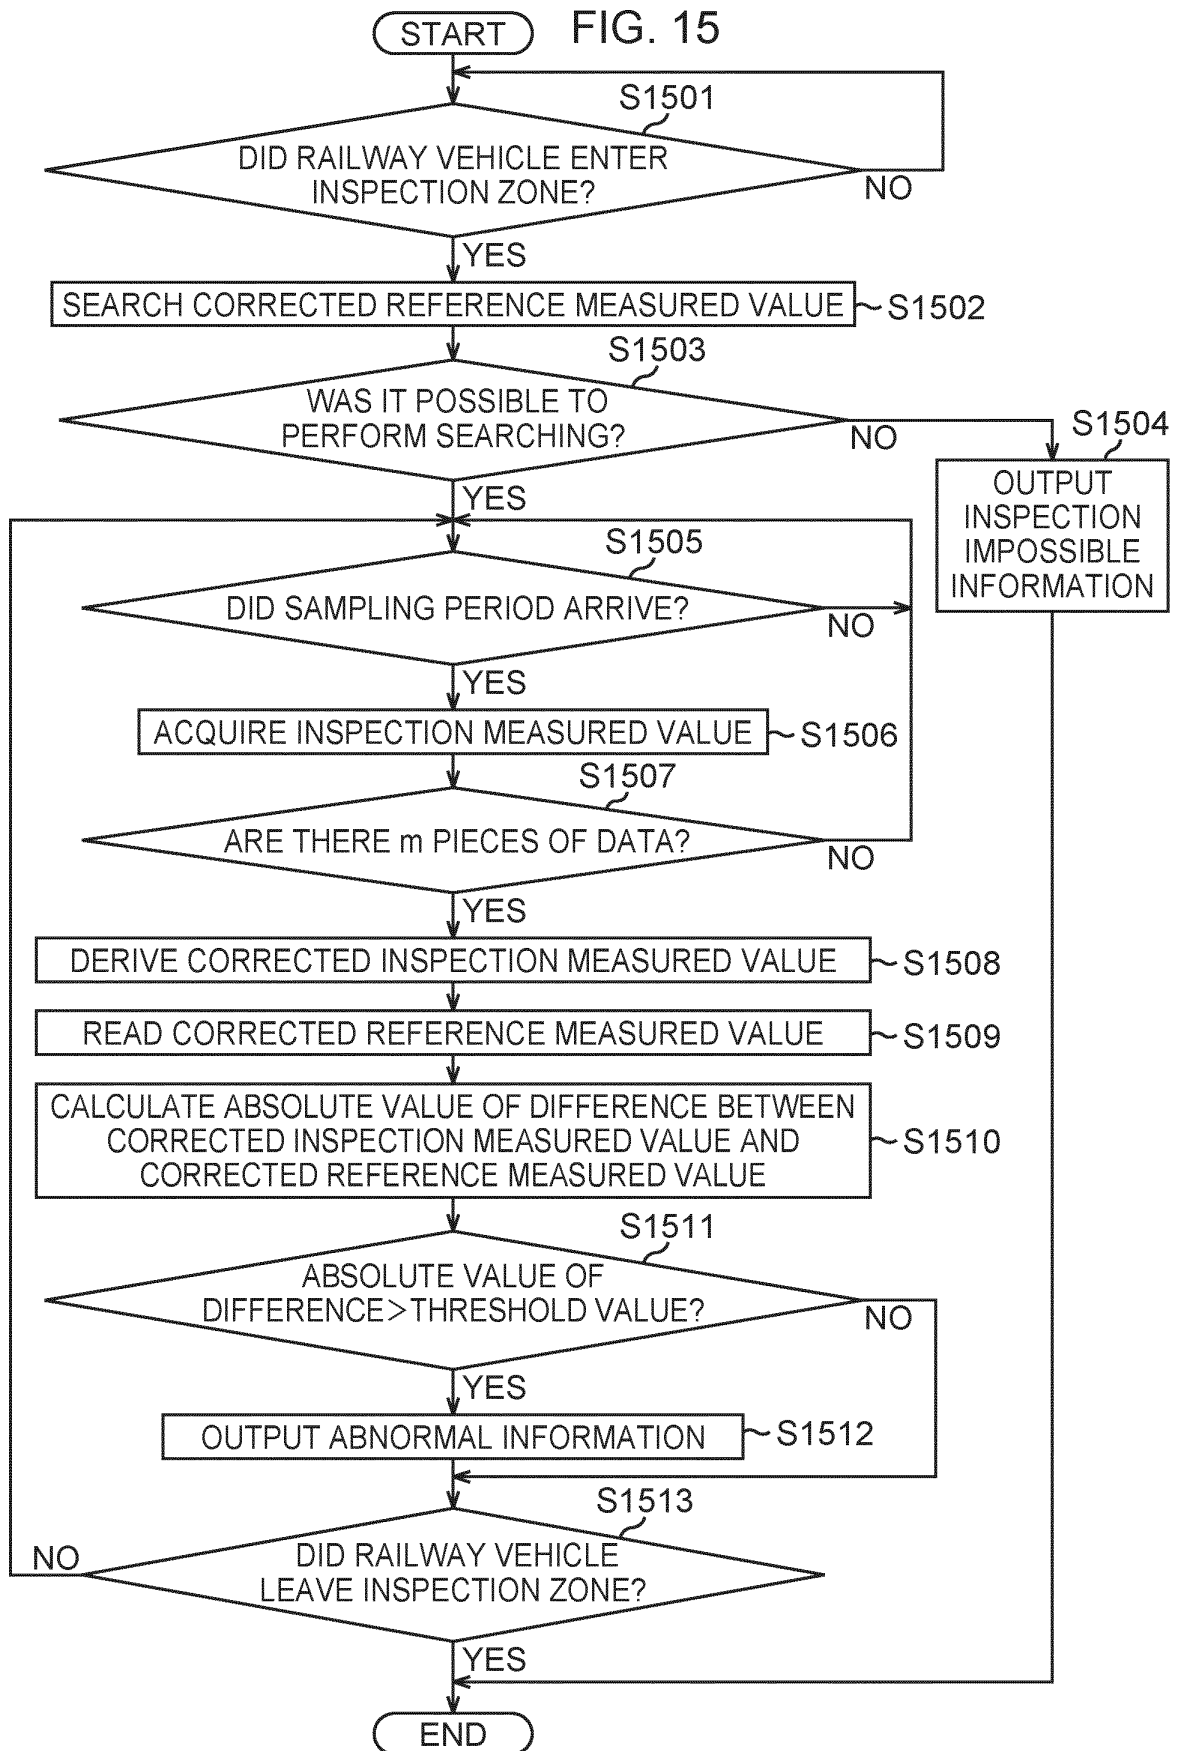 START
FIG. 15
S1501
DID RAILWAY VEHICLE ENTER
INSPECTION ZONE?
NO
YES
SEARCH CORRECTED REFERENCE MEASURED VALUE
S1502
S1503
WAS IT POSSIBLE TO
PERFORM SEARCHING?
NO
YES
S1504
OUTPUT
INSPECTION
IMPOSSIBLE
INFORMATION
S1505
DID SAMPLING PERIOD ARRIVE?
NO
YES
ACQUIRE INSPECTION MEASURED VALUE
S1506
S1507
ARE THERE m PIECES OF DATA?
NO
YES
DERIVE CORRECTED INSPECTION MEASURED VALUE
S1508
READ CORRECTED REFERENCE MEASURED VALUE
S1509
CALCULATE ABSOLUTE VALUE OF DIFFERENCE BETWEEN
CORRECTED INSPECTION MEASURED VALUE AND
CORRECTED REFERENCE MEASURED VALUE
S1510
S1511
ABSOLUTE VALUE OF
DIFFERENCE>THRESHOLD VALUE?
NO
YES
OUTPUT ABNORMAL INFORMATION
S1512
S1513
DID RAILWAY VEHICLE
LEAVE INSPECTION ZONE?
NO
YES
END